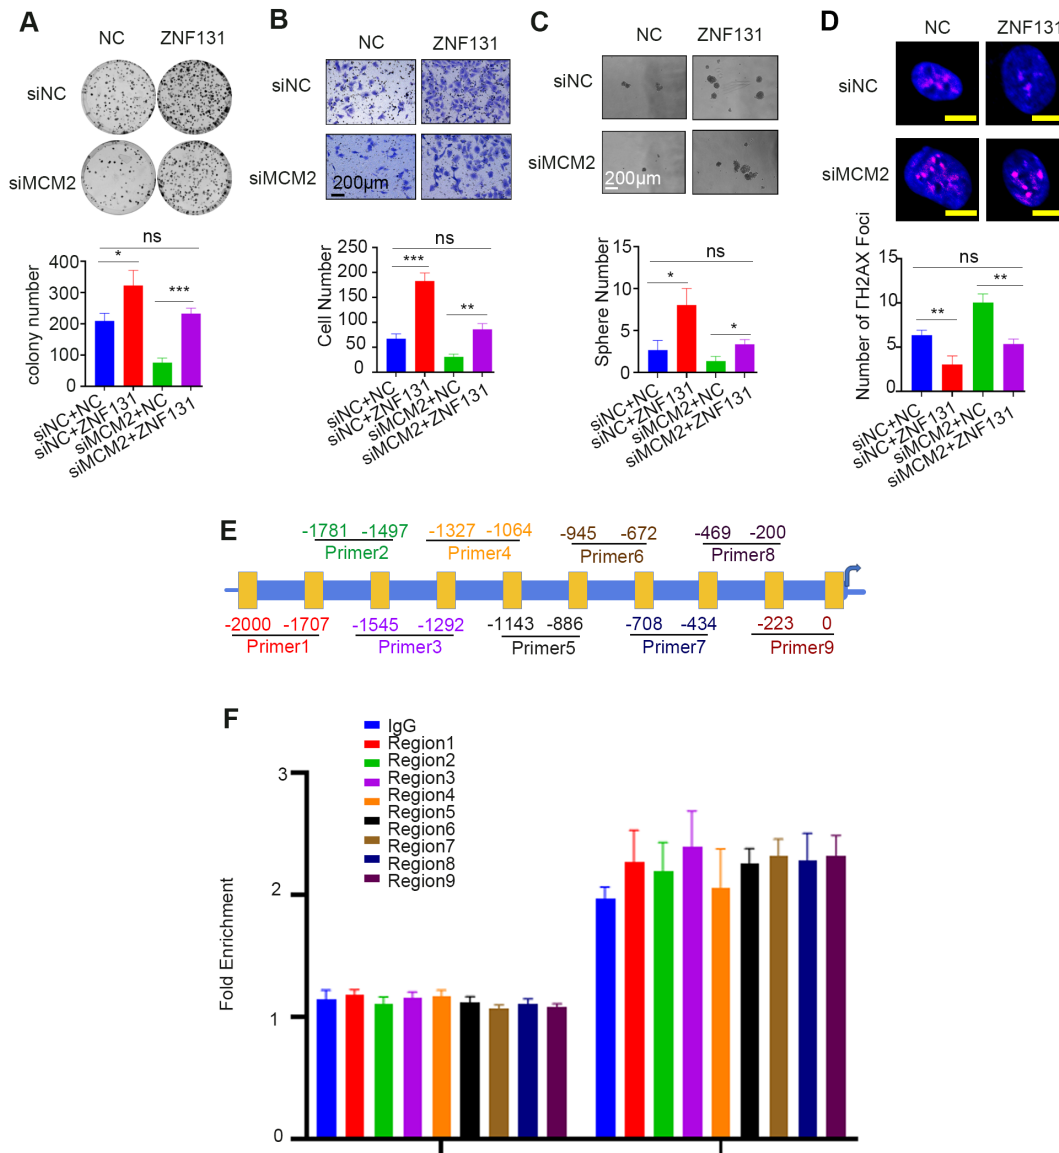 A
NC
ZNF131
siNC
siMCM2
ns
*
***
400
300
200
100
0
colony number
siNC+NC
siNC+ZNF131
siMCM2+NC
siMCM2+ZNF131
B
NC
ZNF131
siNC
siMCM2
200μm
ns
***
**
250
200
150
100
50
0
Cell Number
siNC+NC
siNC+ZNF131
siMCM2+NC
siMCM2+ZNF131
C
NC
ZNF131
siNC
siMCM2
200μm
ns
*
*
15
10
5
0
Sphere Number
siNC+NC
siNC+ZNF131
siMCM2+NC
siMCM2+ZNF131
D
NC
ZNF131
siNC
siMCM2
ns
**
**
15
10
5
0
Number of ΓH2AX Foci
siNC+NC
siNC+ZNF131
siMCM2+NC
siMCM2+ZNF131
E
-1781 -1497
Primer2
-1327 -1064
Primer4
-945 -672
Primer6
-469 -200
Primer8
-2000 -1707
Primer1
-1545 -1292
Primer3
-1143 -886
Primer5
-708 -434
Primer7
-223 0
Primer9
F
IgG
Region1
Region2
Region3
Region4
Region5
Region6
Region7
Region8
Region9
3
2
1
0
Fold Enrichment